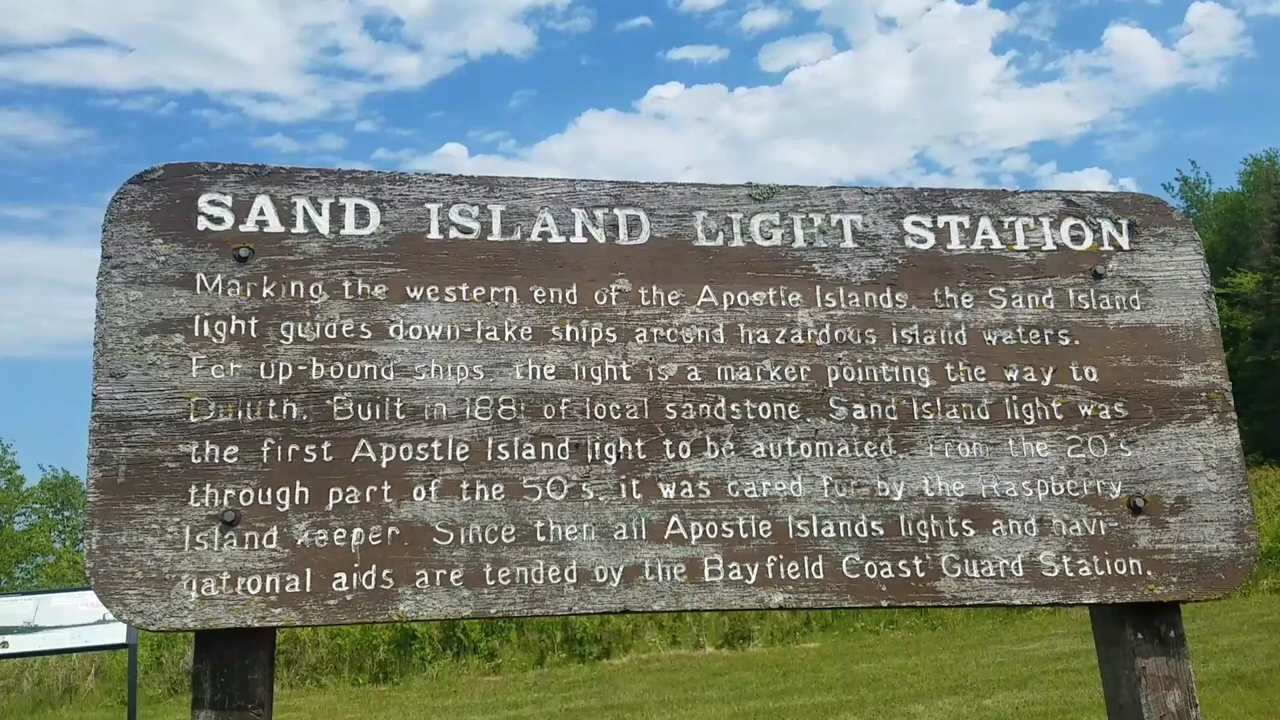 SAND ISLAND LIGHT STATION
Marking the western end of the Apostle Islands, the Sand Island
light guides down-lake ships around hazardous island waters.
For up-bound ships, the light is a marker pointing the way to
Duluth. Built in 1881 of local sandstone, Sand Island light was
the first Apostle Island light to be automated. From the 20's
through part of the 50's, it was cared for by the Raspberry
Island keeper. Since then all Apostle Islands lights and navi-
gational aids are tended by the Bayfield Coast Guard Station.